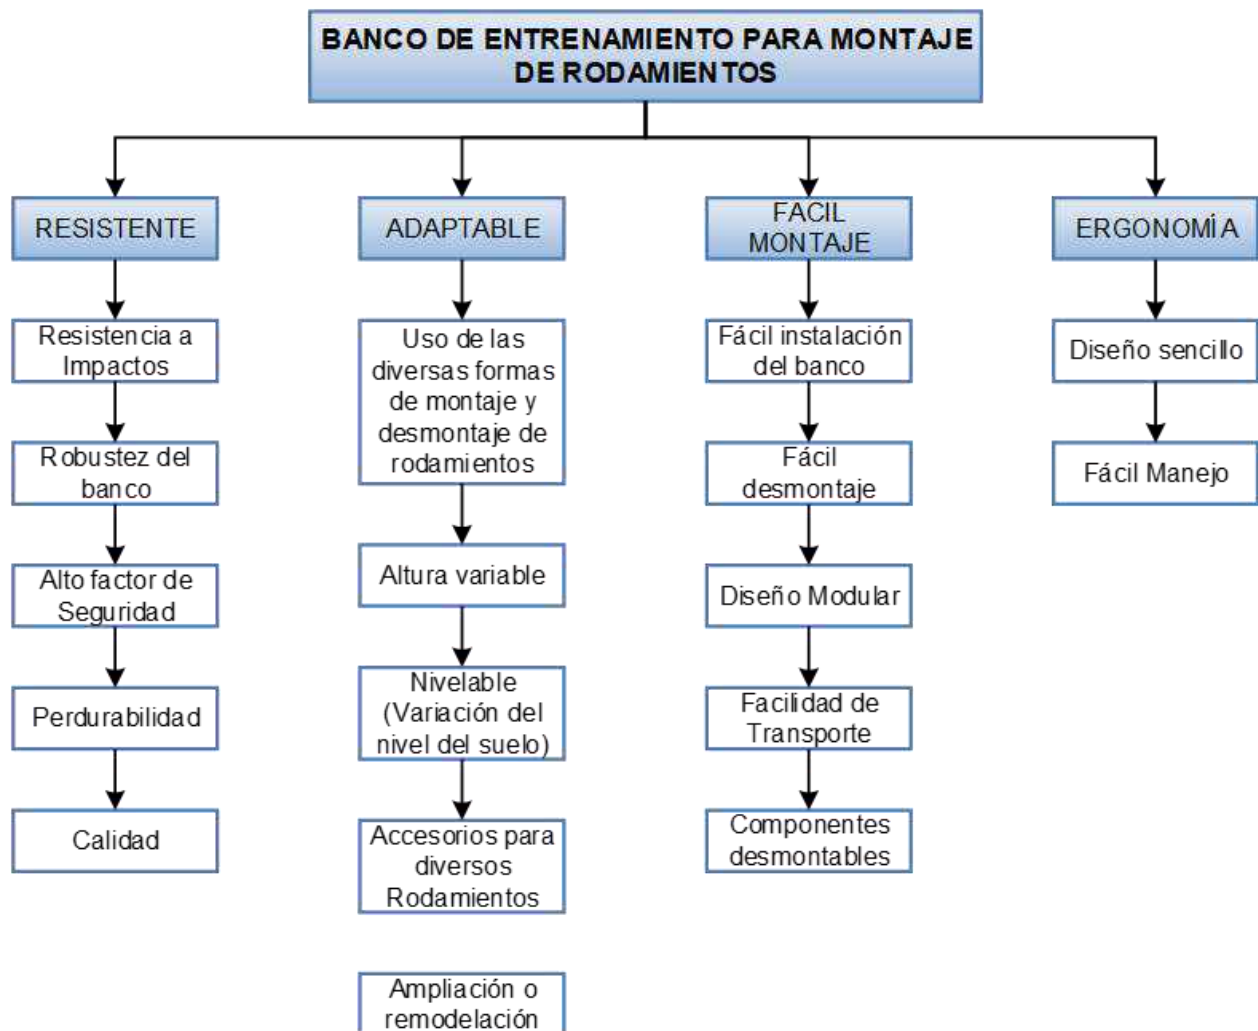 BANCO DE ENTRENAMIENTO PARA MONTAJE
DE RODAMIENTOS
RESISTENTE
Resistencia a
Impactos
Robustez del
banco
Alto factor de
Seguridad
Perdurabilidad
Calidad
ADAPTABLE
Uso de las
diversas formas
de montaje y
desmontaje de
rodamientos
Altura variable
Nivelable
(Variación del
nivel del suelo)
Accesorios para
diversos
Rodamientos
Ampliación o
remodelación
FACIL
MONTAJE
Fácil instalación
del banco
Fácil
desmontaje
Diseño Modular
Facilidad de
Transporte
Componentes
desmontables
ERGONOMÍA
Diseño sencillo
Fácil Manejo